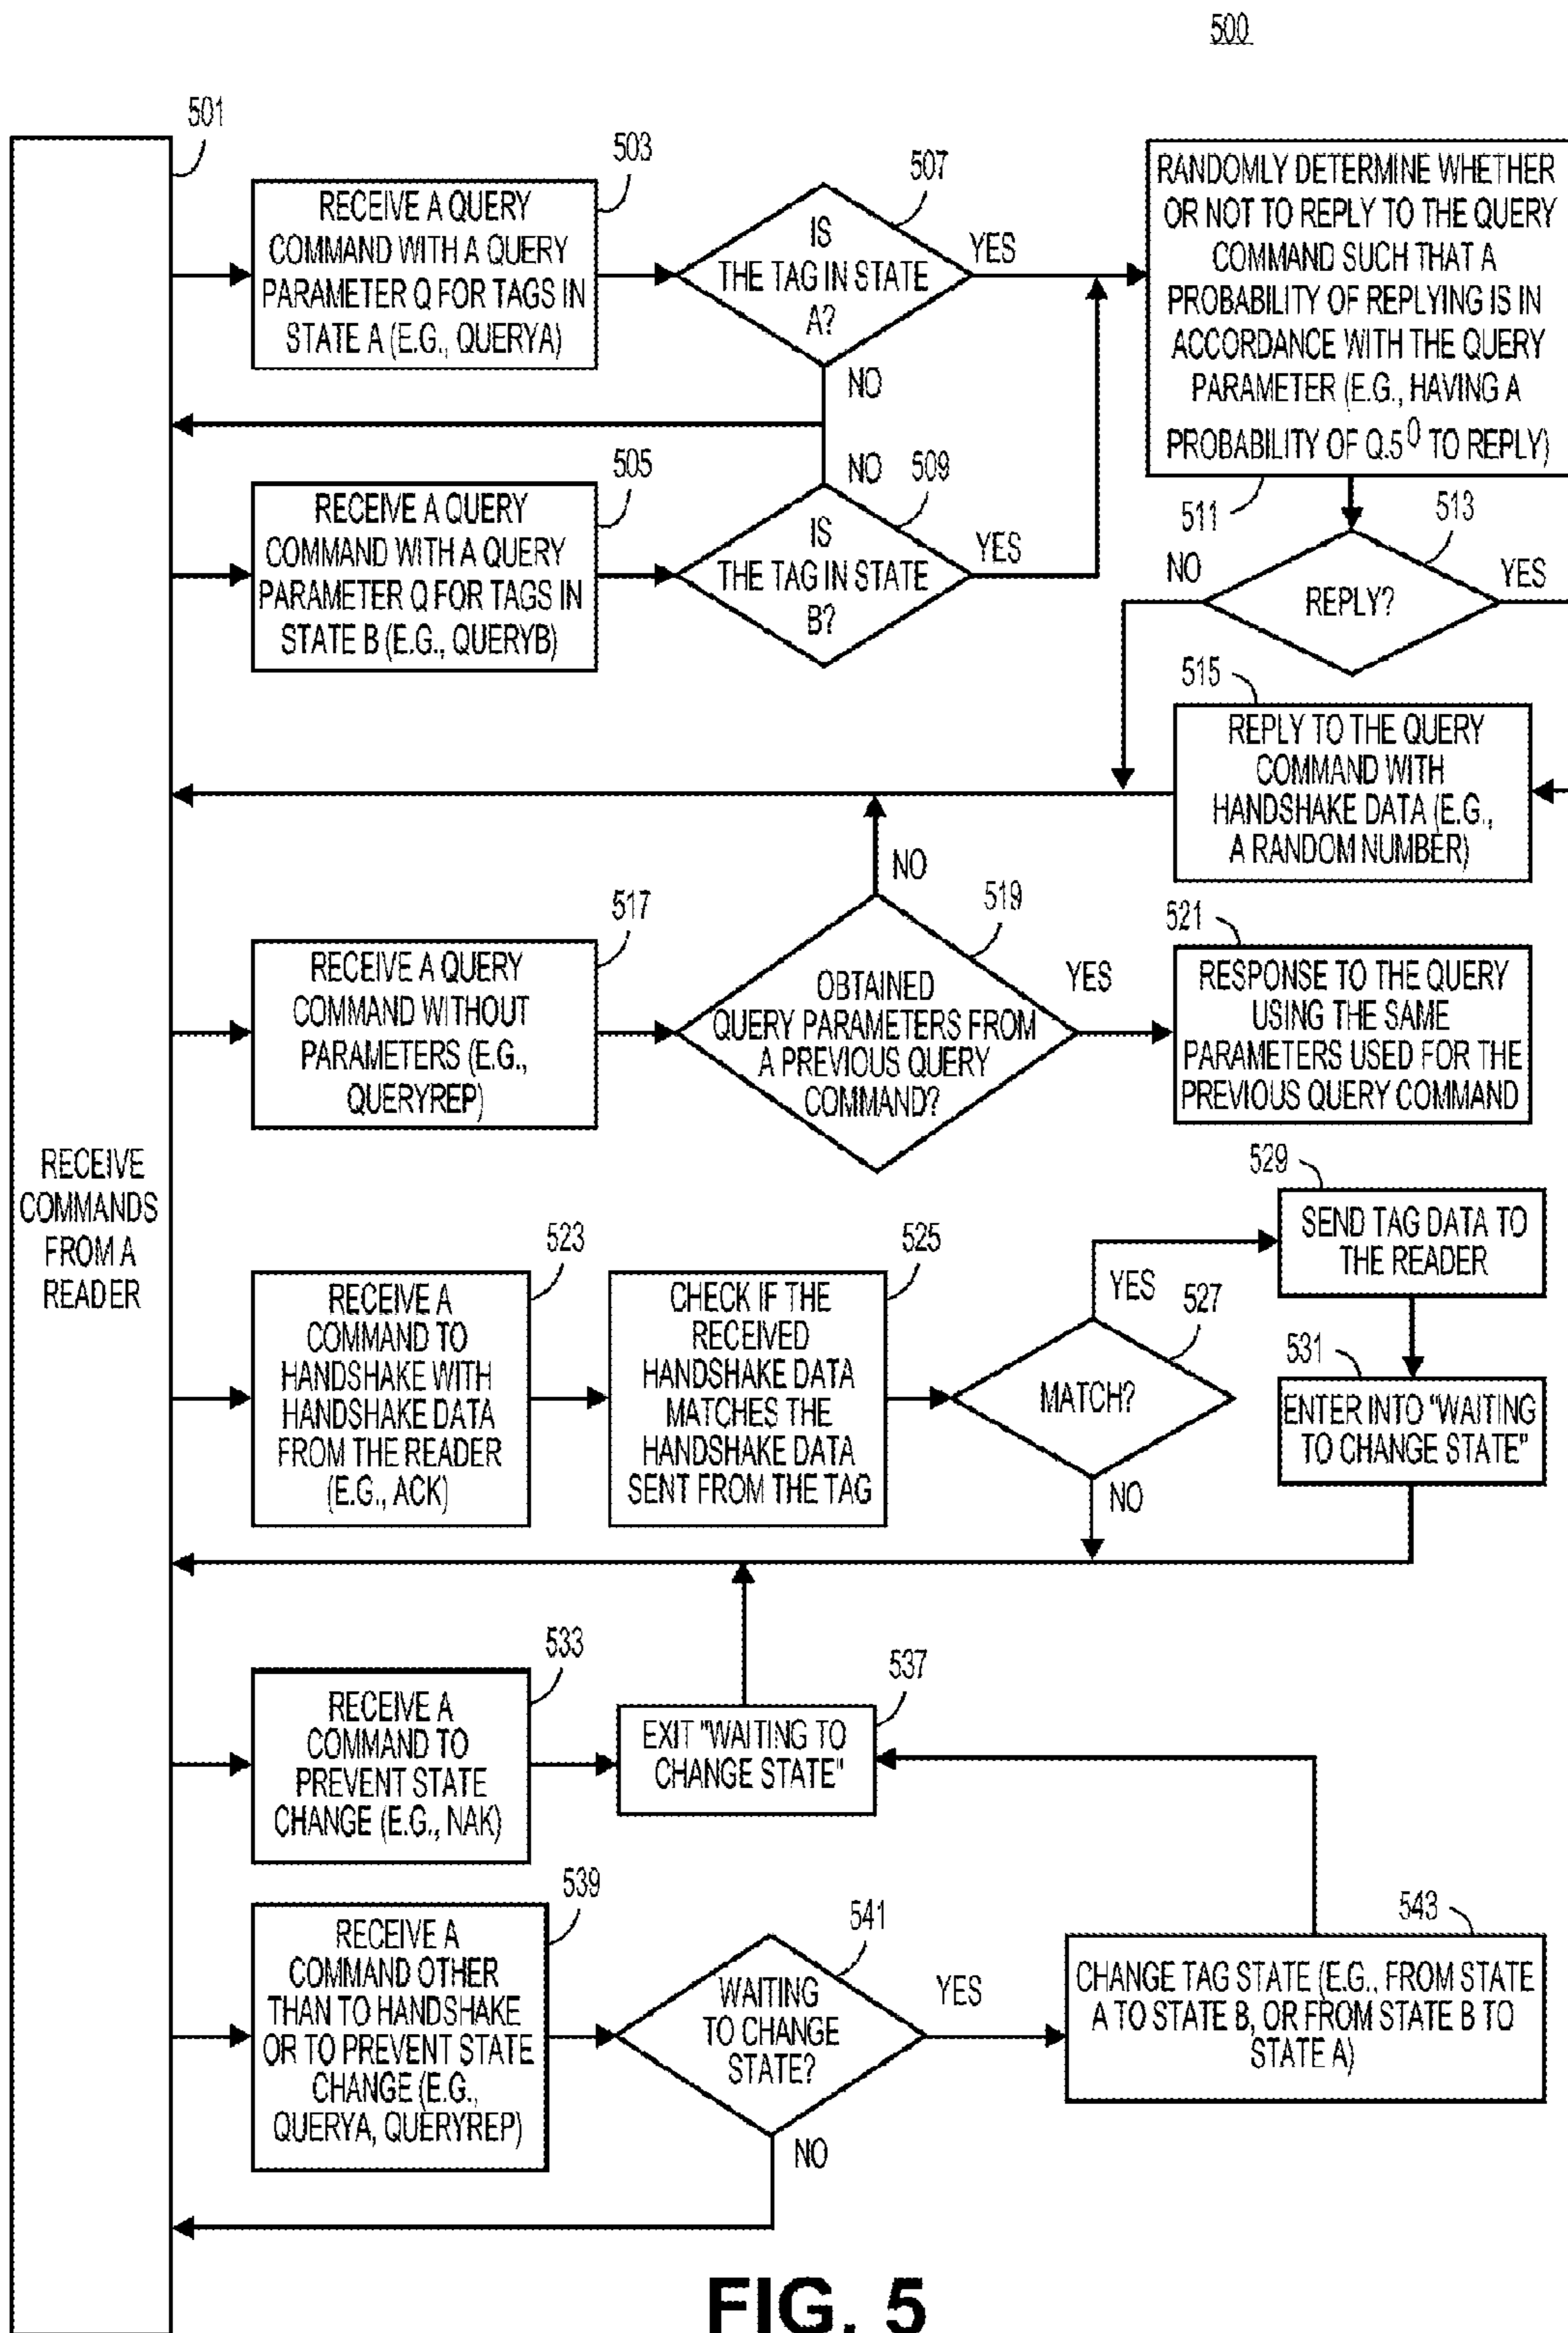 500
501
RECEIVE
COMMANDS
FROM A
READER
503
RECEIVE A QUERY
COMMAND WITH A QUERY
PARAMETER Q FOR TAGS IN
STATE A (E.G., QUERYA)
507
IS
THE TAG IN STATE
A?
YES
NO
RANDOMLY DETERMINE WHETHER
OR NOT TO REPLY TO THE QUERY
COMMAND SUCH THAT A
PROBABILITY OF REPLYING IS IN
ACCORDANCE WITH THE QUERY
PARAMETER (E.G., HAVING A
PROBABILITY OF Q.5^0 TO REPLY)
511
505
RECEIVE A QUERY
COMMAND WITH A QUERY
PARAMETER Q FOR TAGS IN
STATE B (E.G., QUERYB)
NO
509
IS
THE TAG IN STATE
B?
YES
513
NO
REPLY?
YES
515
REPLY TO THE QUERY
COMMAND WITH
HANDSHAKE DATA (E.G.,
A RANDOM NUMBER)
517
RECEIVE A QUERY
COMMAND WITHOUT
PARAMETERS (E.G.,
QUERYREP)
NO
519
OBTAINED
QUERY PARAMETERS FROM
A PREVIOUS QUERY
COMMAND?
YES
521
RESPONSE TO THE QUERY
USING THE SAME
PARAMETERS USED FOR THE
PREVIOUS QUERY COMMAND
523
RECEIVE A
COMMAND TO
HANDSHAKE WITH
HANDSHAKE DATA
FROM THE READER
(E.G., ACK)
525
CHECK IF THE
RECEIVED
HANDSHAKE DATA
MATCHES THE
HANDSHAKE DATA
SENT FROM THE TAG
YES
527
MATCH?
NO
529
SEND TAG DATA TO
THE READER
531
ENTER INTO "WAITING
TO CHANGE STATE"
533
RECEIVE A
COMMAND TO
PREVENT STATE
CHANGE (E.G., NAK)
537
EXIT "WAITING TO
CHANGE STATE"
539
RECEIVE A
COMMAND OTHER
THAN TO HANDSHAKE
OR TO PREVENT STATE
CHANGE (E.G.,
QUERYA, QUERYREP)
541
WAITING
TO CHANGE
STATE?
YES
NO
543
CHANGE TAG STATE (E.G., FROM STATE
A TO STATE B, OR FROM STATE B TO
STATE A)
FIG. 5